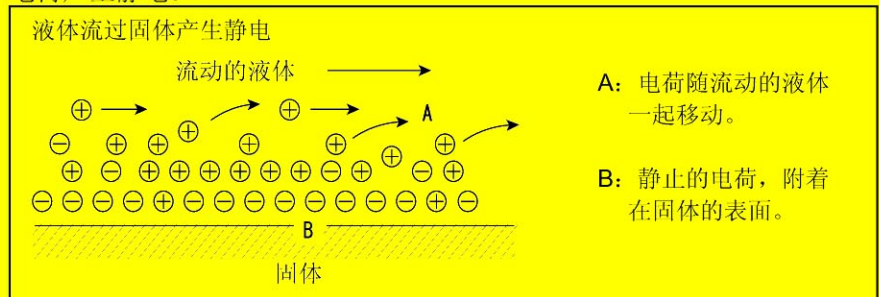 液体流过固体产生静电
流动的液体
A
A：电荷随流动的液体
一起移动。
B：静止的电荷，附着
在固体的表面。
B
固体